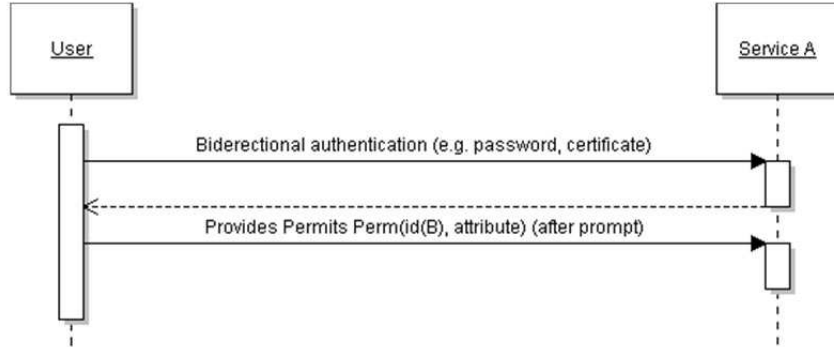 User
Service A
Biderectional authentication (e.g. password, certificate)
Provides Permits Perm(id(B), attribute) (after prompt)